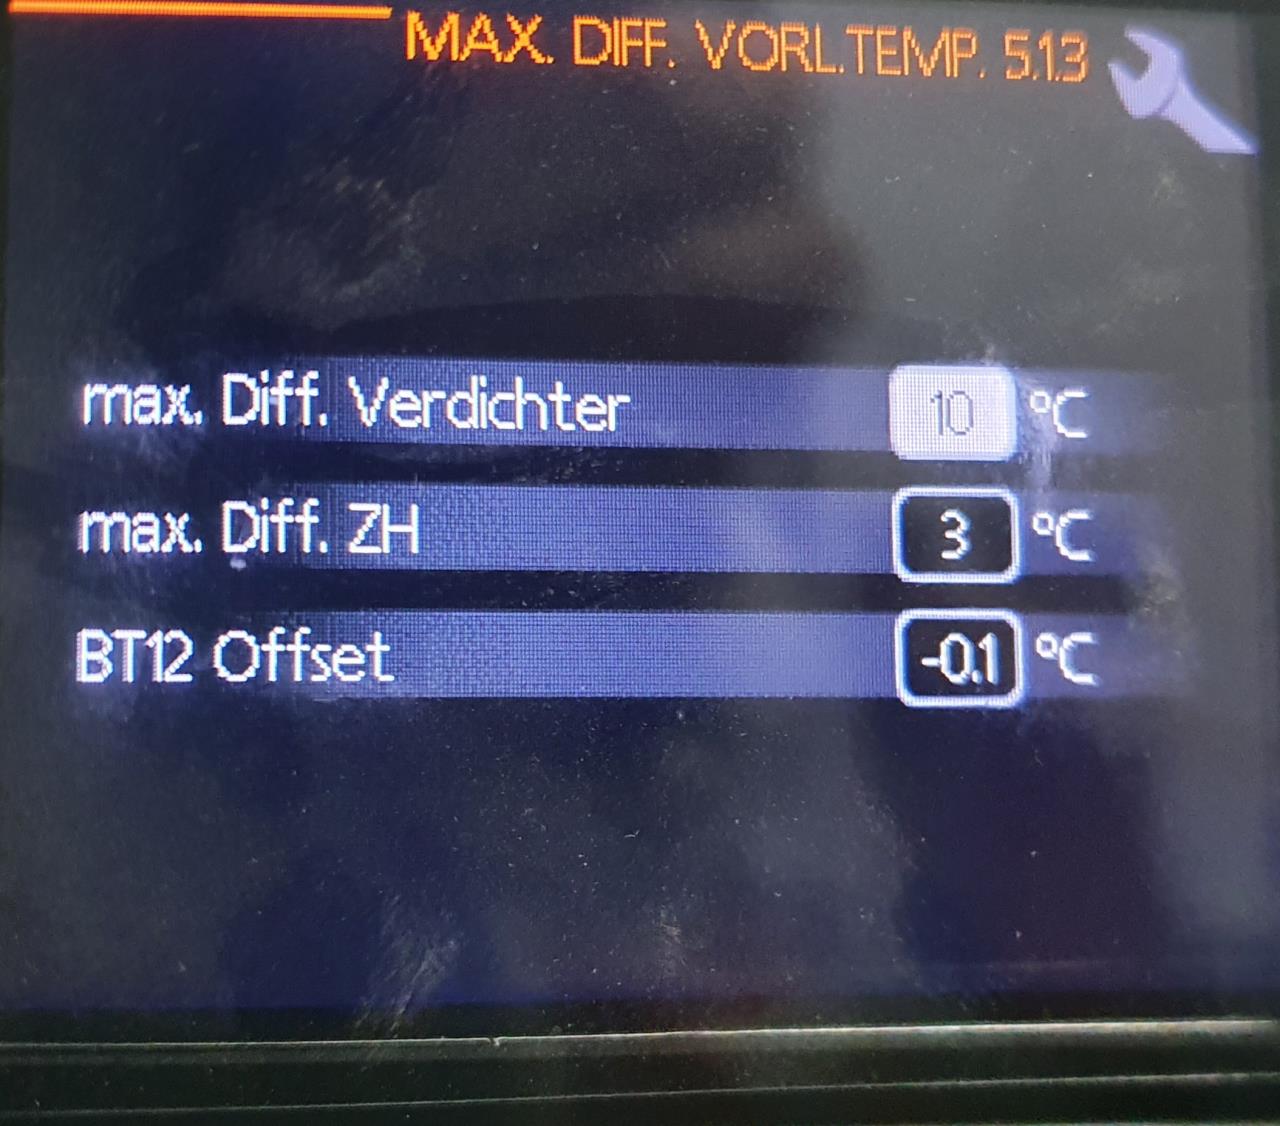 MAX. DIFF. VORL.TEMP. 5.1.3
max. Diff. Verdichter 10 °C
max. Diff. ZH 3 °C
BT12 Offset -0.1 °C